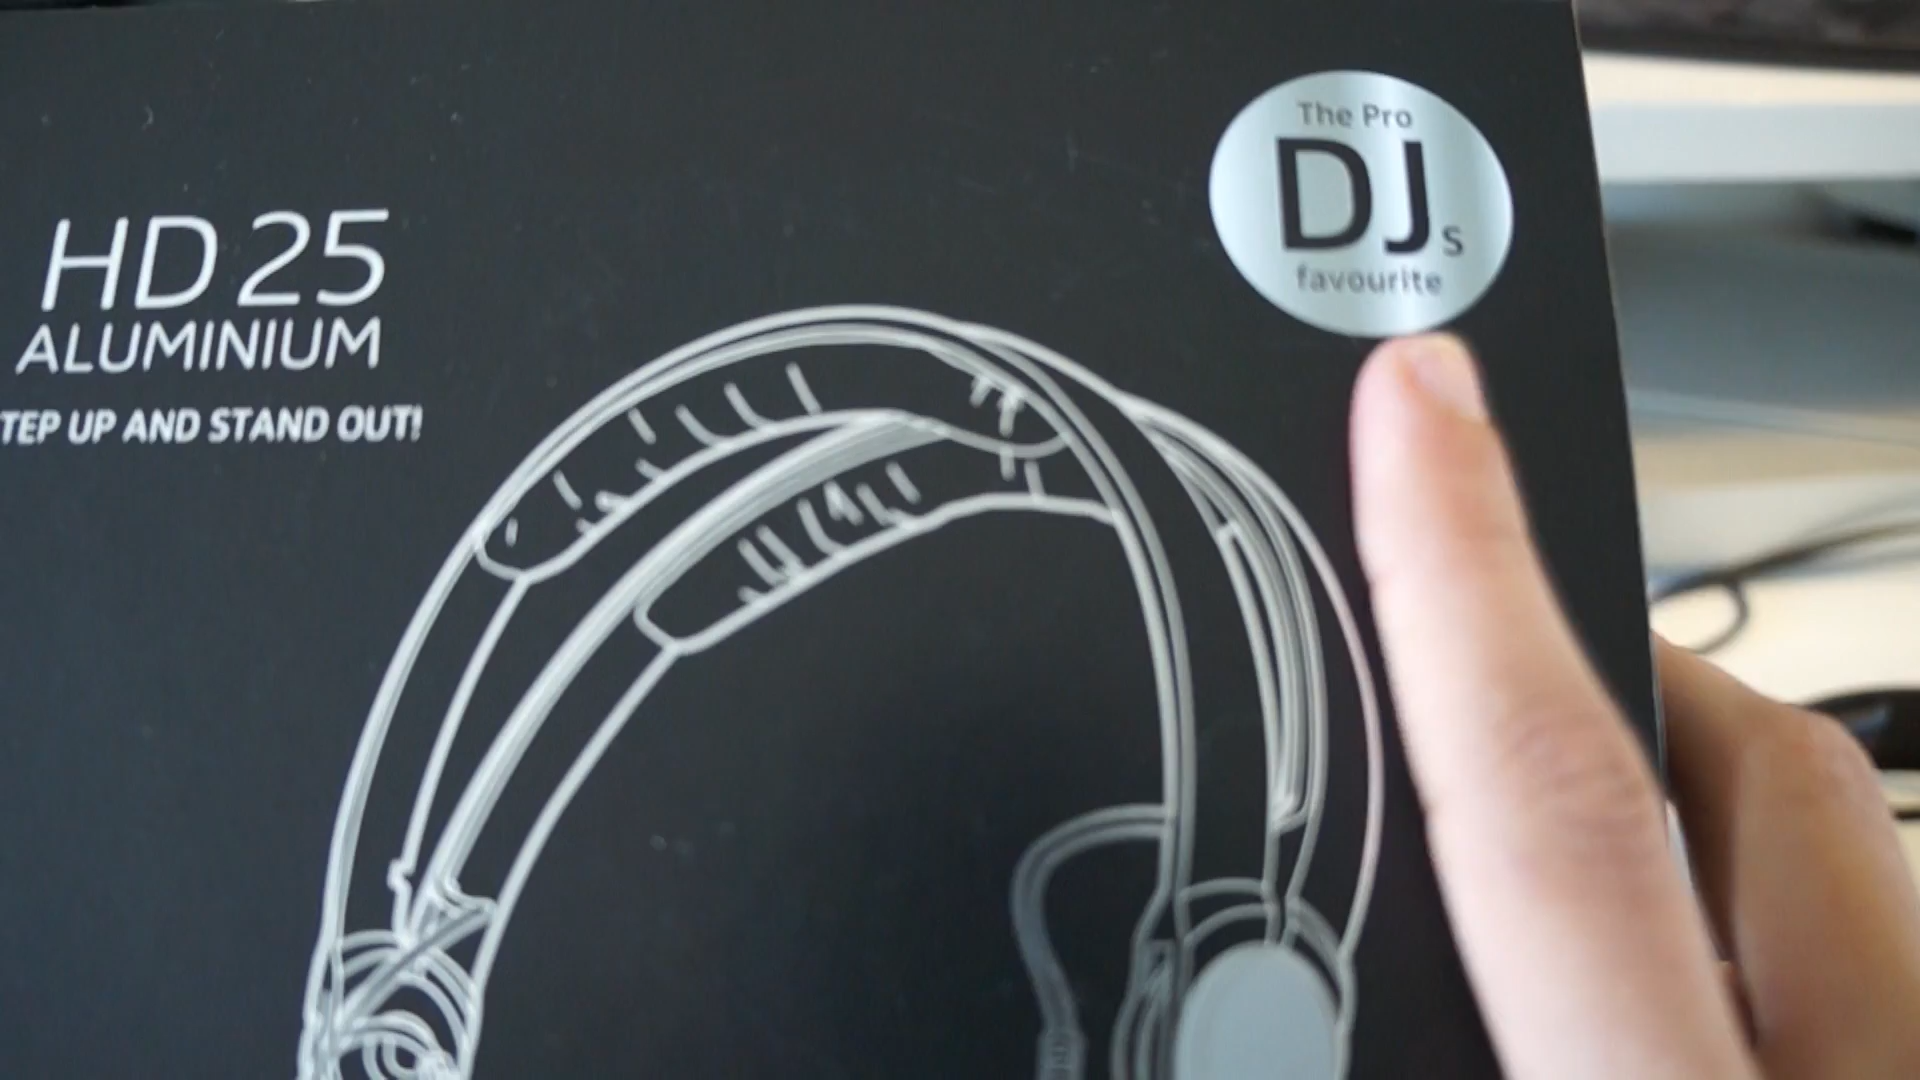 HD 25
ALUMINIUM
TEP UP AND STAND OUT!
The Pro
DJs
favourite